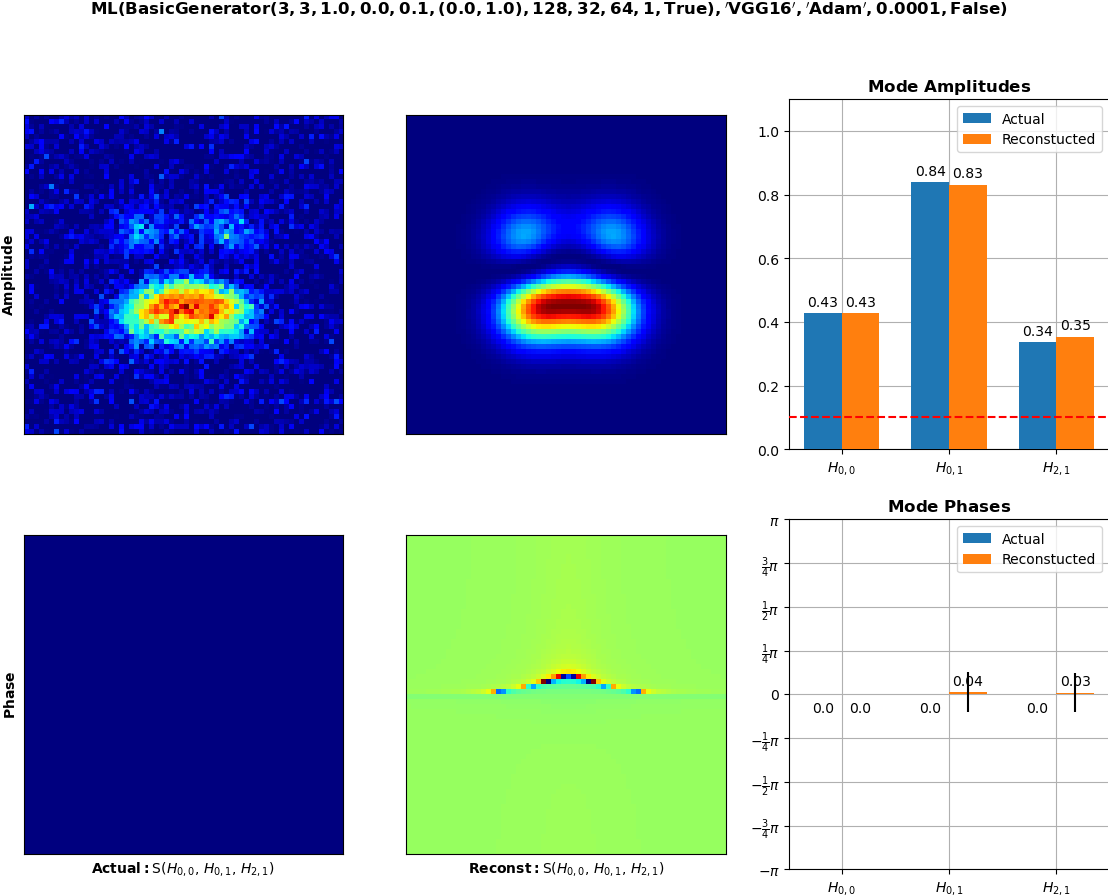 ML(BasicGenerator(3, 3, 1.0, 0.0, 0.1, (0.0, 1.0), 128, 32, 64, 1, True), ′VGG16′, ′Adam′, 0.0001, False)
Amplitude
Mode Amplitudes
Actual
Reconstucted
1.0
0.8
0.6
0.4
0.2
0.0
0.43
0.43
0.84
0.83
0.34
0.35
H0,0
H0,1
H2,1
Phase
Actual: S(H0,0, H0,1, H2,1)
Reconst: S(H0,0, H0,1, H2,1)
Mode Phases
Actual
Reconstucted
π
3/4π
1/2π
1/4π
0
−1/4π
−1/2π
−3/4π
−π
0.0
0.0
0.0
0.04
0.0
0.03
H0,0
H0,1
H2,1